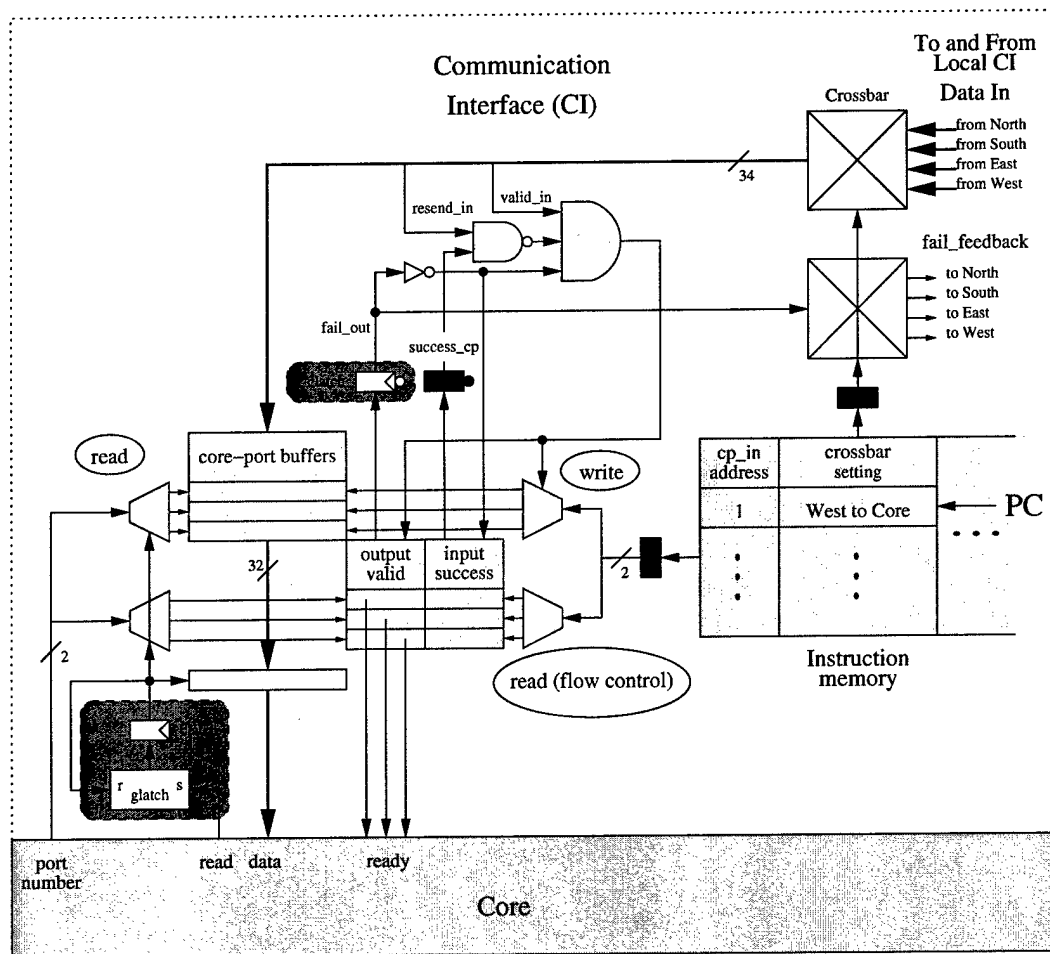 To and From
Local CI
Data In
Communication
Interface (CI)
Crossbar
from North
from South
from East
from West
34
valid_in
resend_in
fail_feedback
to North
to South
to East
to West
fail_out
success_cp
read
core-port buffers
write
cp_in
address
crossbar
setting
1
West to Core
PC
32
output
valid
input
success
2
2
read (flow control)
Instruction
memory
r
glatch
s
port
number
read
data
ready
Core